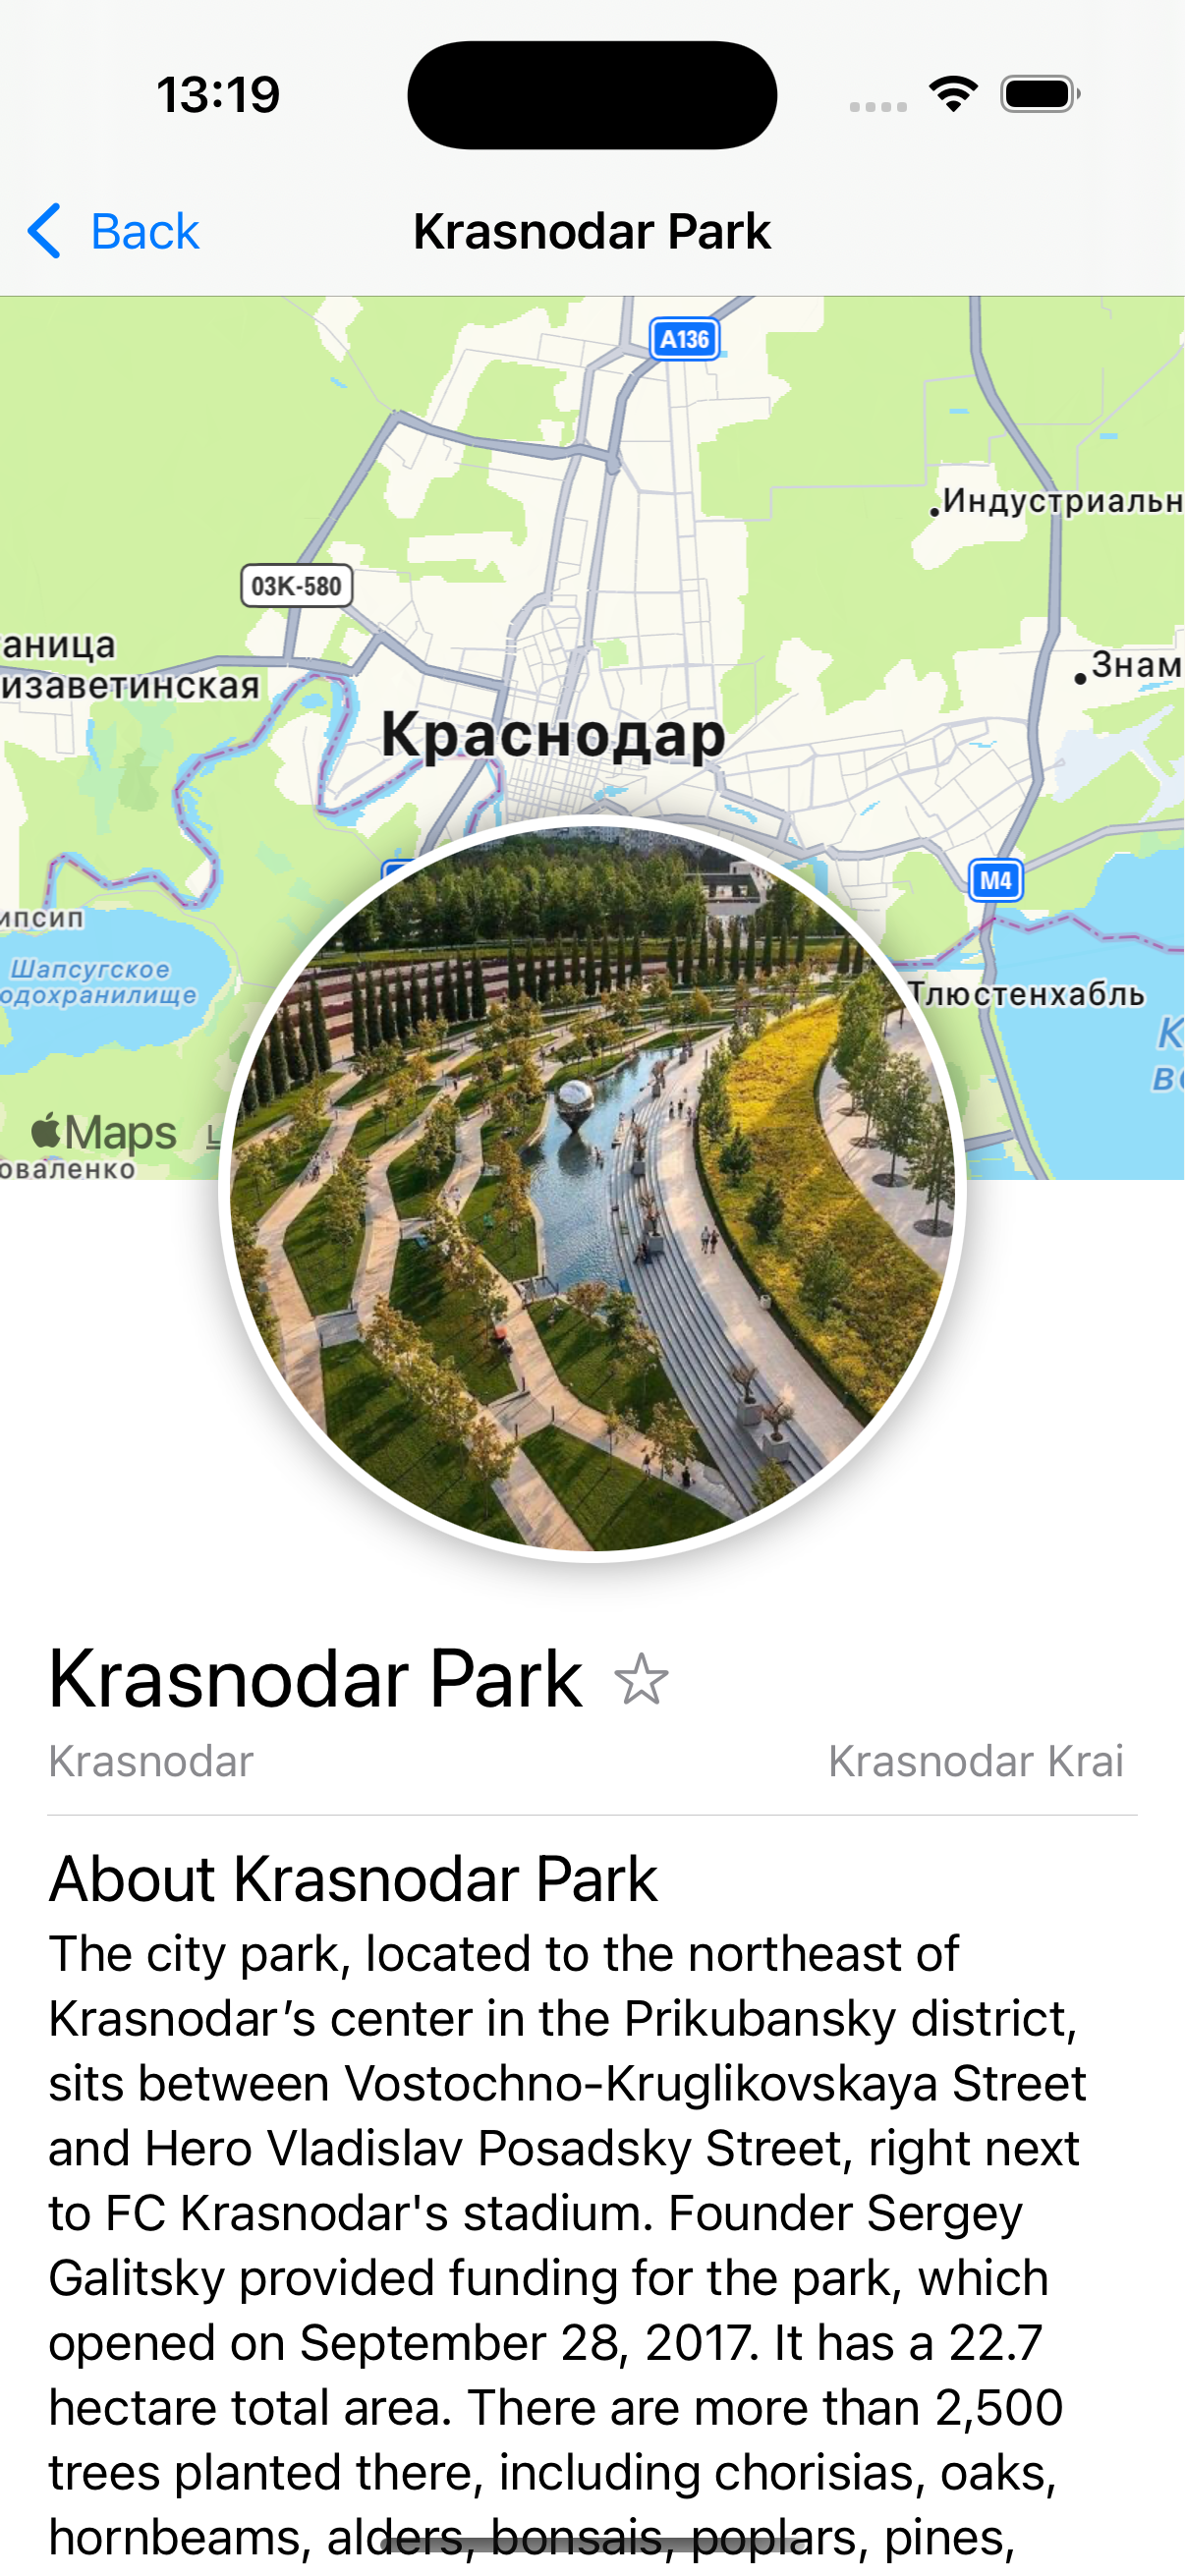 13:19
Back
Krasnodar Park
A136
Индустриальн
03K-580
аница
изаветинская
Знам
Краснодар
M4
ипсип
Шапсугское
одохранилище
Тлюстенхабль
К
в
Maps
L
оваленко
Krasnodar Park
Krasnodar
Krasnodar Krai
About Krasnodar Park
The city park, located to the northeast of
Krasnodar’s center in the Prikubansky district,
sits between Vostochno-Kruglikovskaya Street
and Hero Vladislav Posadsky Street, right next
to FC Krasnodar's stadium. Founder Sergey
Galitsky provided funding for the park, which
opened on September 28, 2017. It has a 22.7
hectare total area. There are more than 2,500
trees planted there, including chorisias, oaks,
hornbeams, alders, bonsais, poplars, pines,